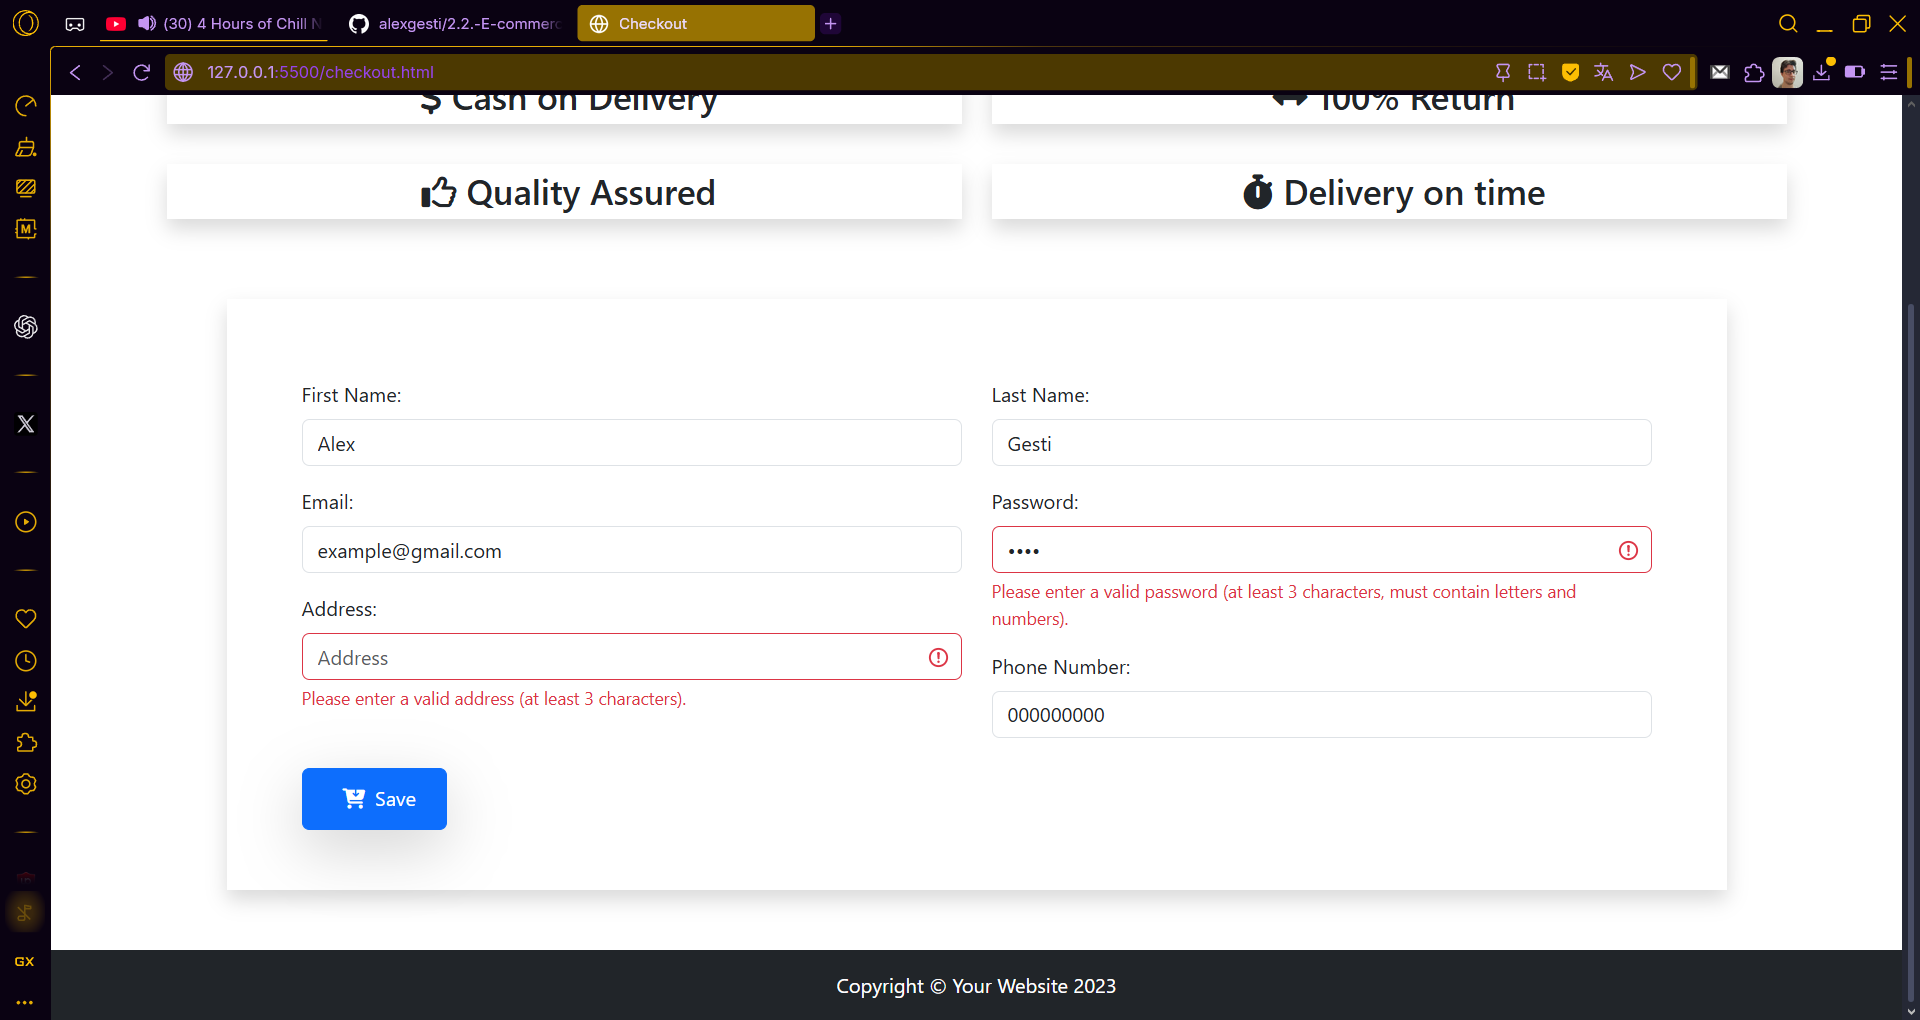 (30) 4 Hours of Chill
alexgesti/2.2.-E-commer
Checkout
127.0.0.1:5500/checkout.html
M
$ Cash on Delivery
100% Return
Quality Assured
Delivery on time
First Name:
Last Name:
Alex
Gesti
Email:
Password:
example@gmail.com
••••
Please enter a valid password (at least 3 characters, must contain letters and
numbers).
Address:
Address
Please enter a valid address (at least 3 characters).
Phone Number:
000000000
Save
GX
Copyright © Your Website 2023